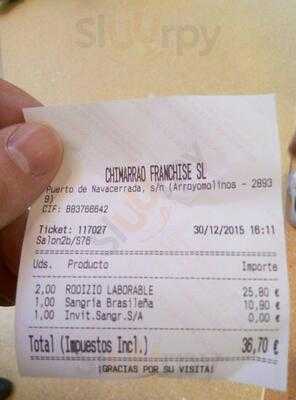 Slurrpy
CHIMARRAO FRANCHISE SL
Puerto de Navacerrada, s/n (Arroyomolinos - 2893
9)
CIF: B83766642
Ticket: 117027 30/12/2015 16:11
Salon2b/S76
Uds. Producto Importe
2,00 RODIZIO LABORABLE 25,80 €
1,00 Sangria Brasileña 10,90 €
1,00 Invit.Sangr.S/A 0,00 €
Total (Impuestos Incl.) 36,70 €
¡GRACIAS POR SU VISITA!